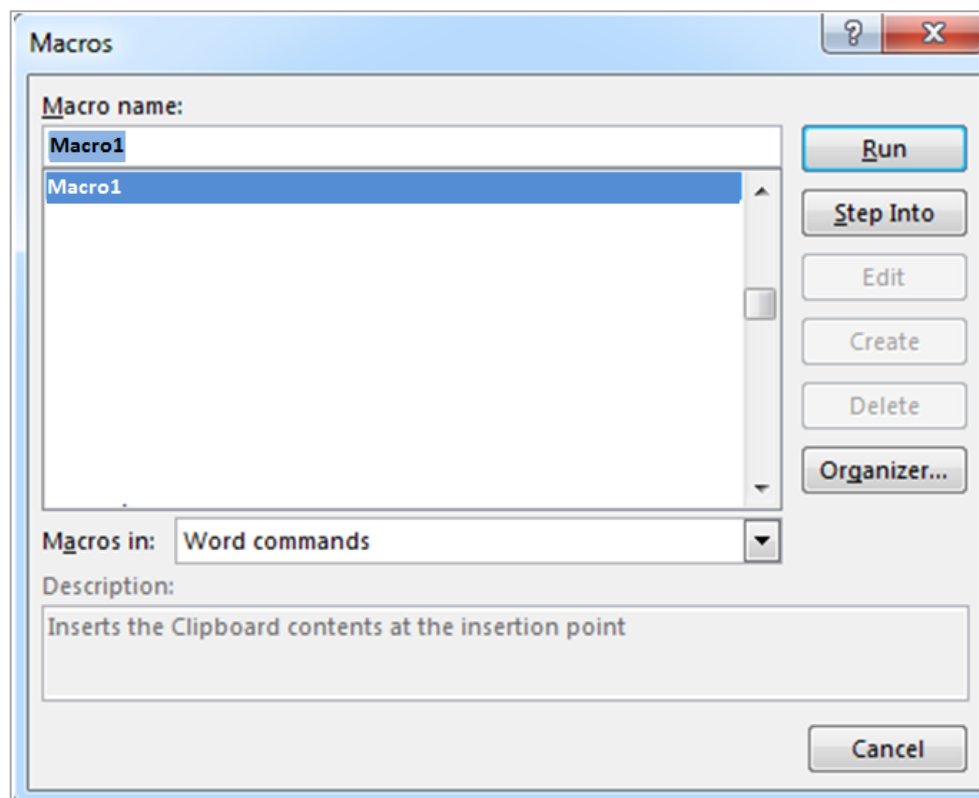 Macros
?
X
Macro name:
Macro1
Macro1
Run
Step Into
Edit
Create
Delete
Organizer...
Macros in:
Word commands
Description:
Inserts the Clipboard contents at the insertion point
Cancel